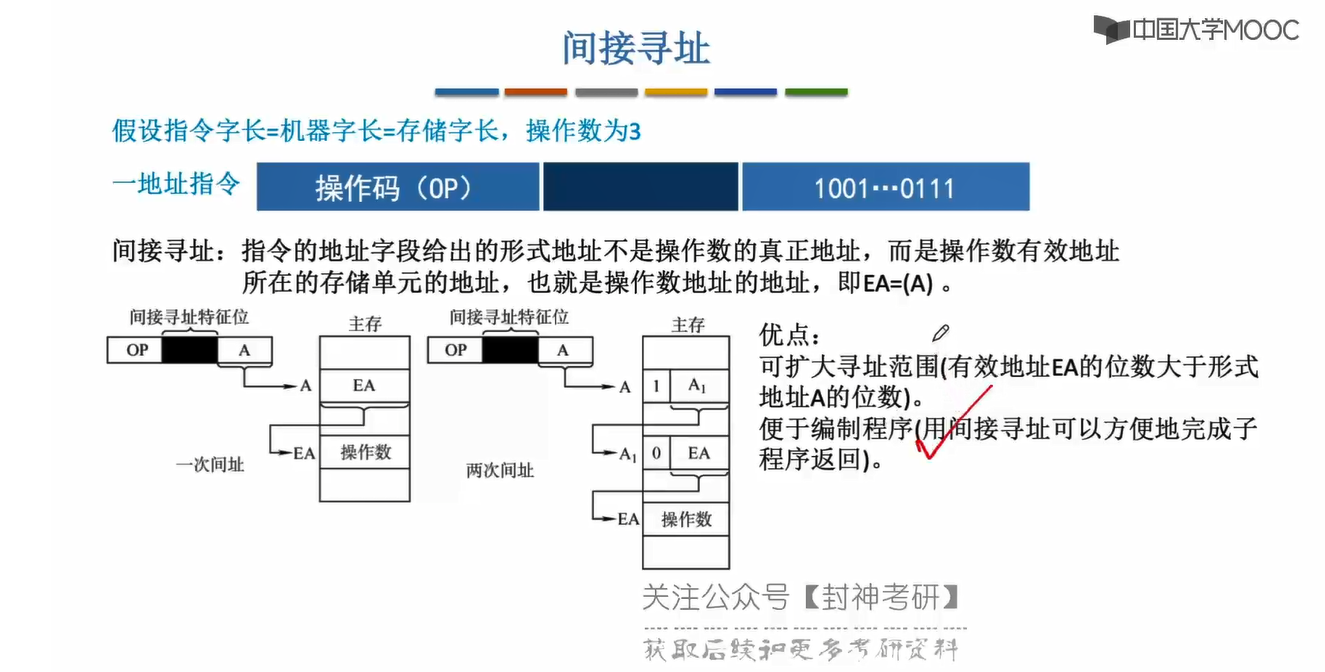 中国大学MOOC
间接寻址
假设指令字长=机器字长=存储字长，操作数为3
一地址指令 操作码（OP） 1001…0111
间接寻址：指令的地址字段给出的形式地址不是操作数的真正地址，而是操作数有效地址
所在的存储单元的地址，也就是操作数地址的地址，即EA=(A) 。
间接寻址特征位 主存
OP A
A EA
EA 操作数
一次间址
间接寻址特征位 主存
OP A
A 1 A₁
A₁ 0 EA
EA 操作数
两次间址
优点：
可扩大寻址范围(有效地址EA的位数大于形式
地址A的位数)。
便于编制程序(用间接寻址可以方便地完成子
程序返回)。
关注公众号【封神考研】
获取后续和更多考研资料